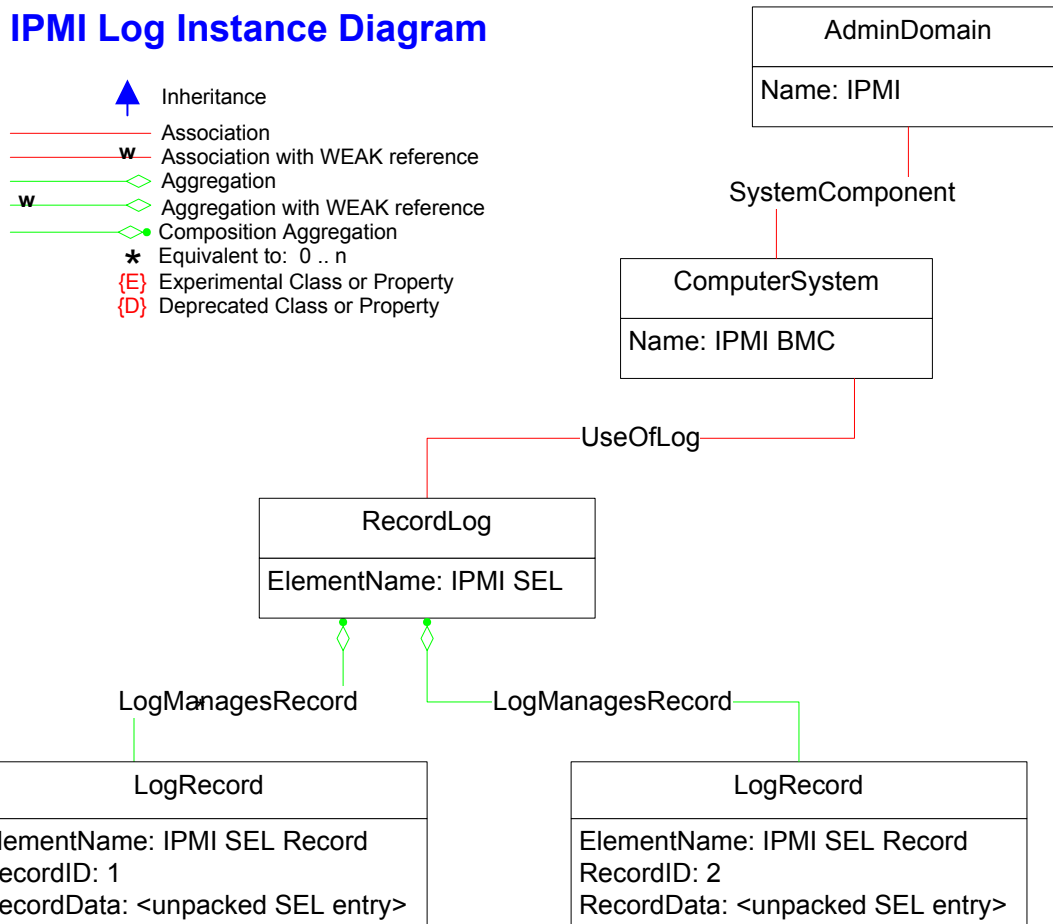 IPMI Log Instance Diagram
Inheritance
Association
w
Association with WEAK reference
Aggregation
w
Aggregation with WEAK reference
Composition Aggregation
* Equivalent to: 0 .. n
{E} Experimental Class or Property
{D} Deprecated Class or Property
AdminDomain
Name: IPMI
SystemComponent
ComputerSystem
Name: IPMI BMC
UseOfLog
RecordLog
ElementName: IPMI SEL
LogManagesRecord
*
LogManagesRecord
LogRecord
lementName: IPMI SEL Record
ecordID: 1
ecordData: <unpacked SEL entry>
LogRecord
ElementName: IPMI SEL Record
RecordID: 2
RecordData: <unpacked SEL entry>